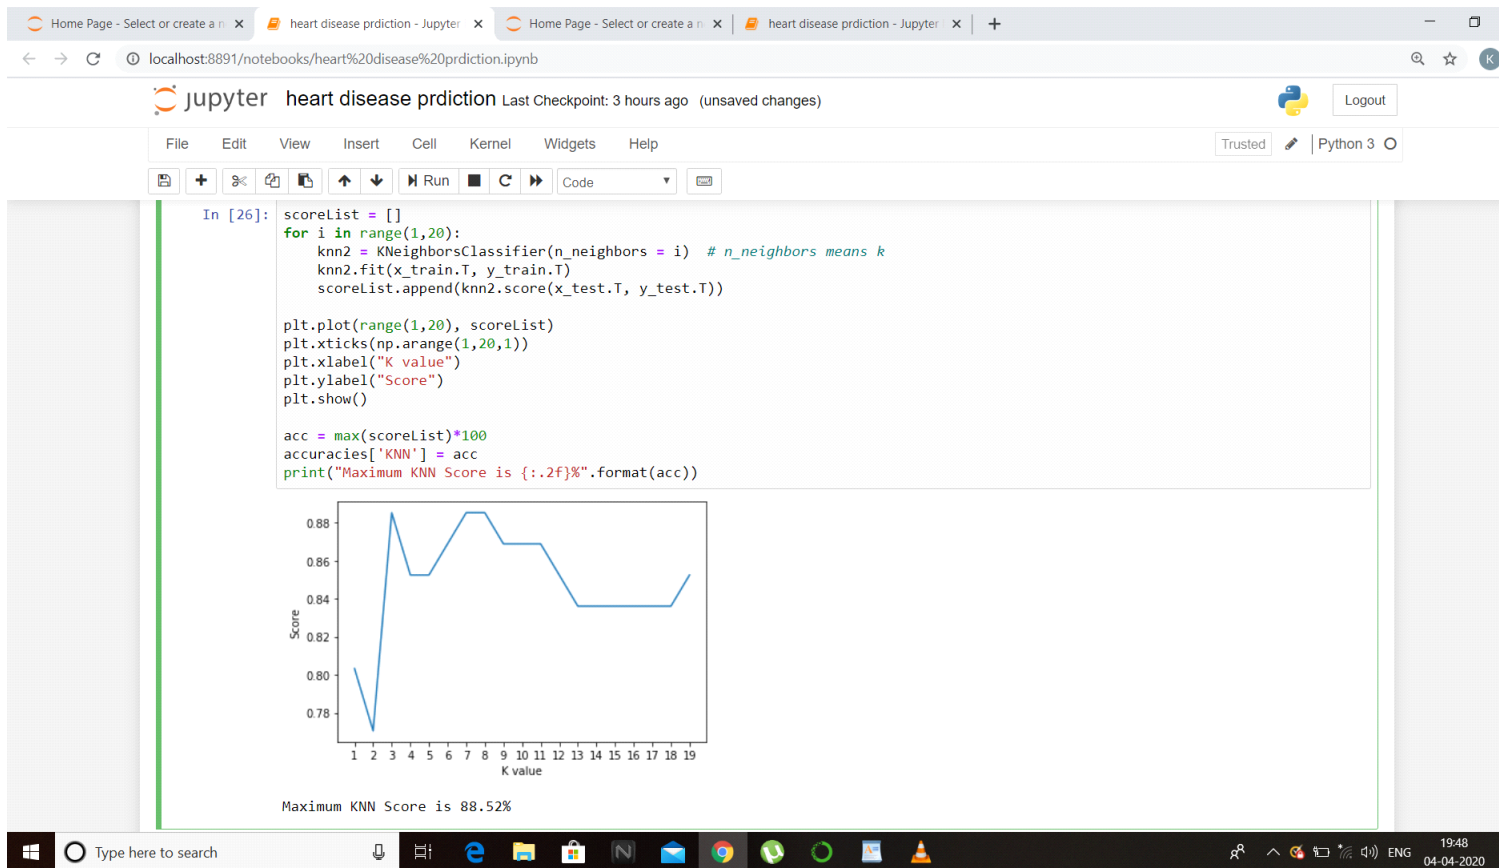 Home Page - Select or create a n
heart disease prdiction - Jupyter
Home Page - Select or create a n
heart disease prdiction - Jupyter
localhost:8891/notebooks/heart%20disease%20prdiction.ipynb
K
jupyter heart disease prdiction Last Checkpoint: 3 hours ago (unsaved changes)
Logout
File Edit View Insert Cell Kernel Widgets Help
Trusted Python 3
Run Code
In [26]: scoreList = []
for i in range(1,20):
    knn2 = KNeighborsClassifier(n_neighbors = i)  # n_neighbors means k
    knn2.fit(x_train.T, y_train.T)
    scoreList.append(knn2.score(x_test.T, y_test.T))
plt.plot(range(1,20), scoreList)
plt.xticks(np.arange(1,20,1))
plt.xlabel("K value")
plt.ylabel("Score")
plt.show()
acc = max(scoreList)*100
accuracies['KNN'] = acc
print("Maximum KNN Score is {:.2f}%".format(acc))
0.88
0.86
0.84
0.82
0.80
0.78
Score
1 2 3 4 5 6 7 8 9 10 11 12 13 14 15 16 17 18 19
K value
Maximum KNN Score is 88.52%
Type here to search
N
ENG
19:48
04-04-2020